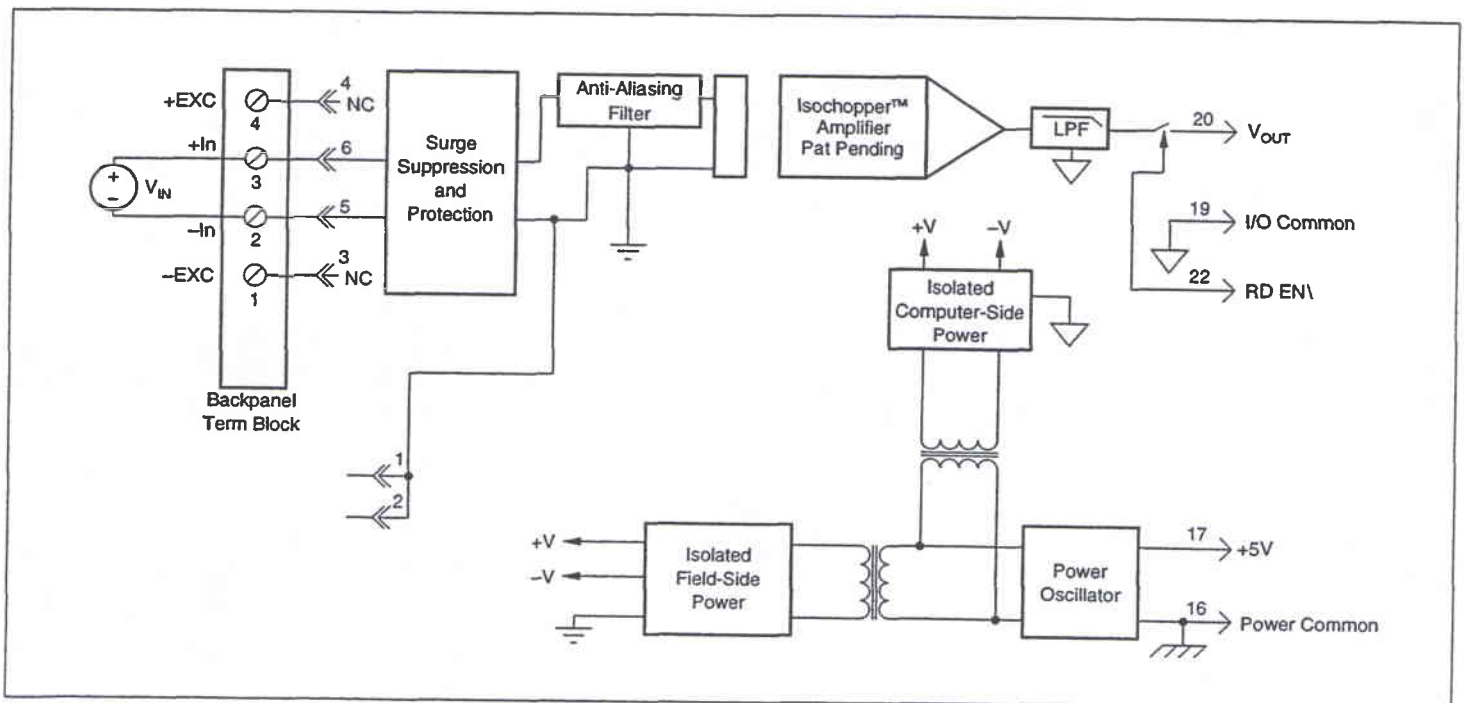 +EXC
4
4
NC
+In
3
6
+
-
VIN
–In
2
5
–EXC
1
3
NC
Backpanel
Term Block
Surge
Suppression
and
Protection
Anti-Aliasing
Filter
Isochopper™
Amplifier
Pat Pending
LPF
20
VOUT
19
I/O Common
22
RD EN\
+V
–V
Isolated
Computer-Side
Power
1
2
+V
–V
Isolated
Field-Side
Power
Power
Oscillator
17
+5V
16
Power Common